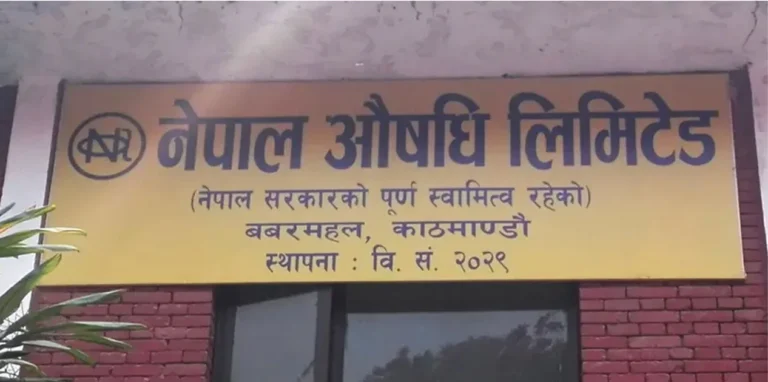 नेपाल औषधि लिमिटेड
(नेपाल सरकारको पूर्ण स्वामित्व रहेको)
बबरमहल, काठमाण्डौ
स्थापना : वि. सं. २०२९